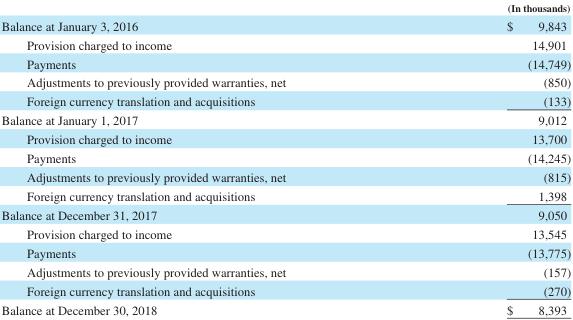 (In thousands)
Balance at January 3, 2016 $ 9,843
Provision charged to income 14,901
Payments (14,749)
Adjustments to previously provided warranties, net (850)
Foreign currency translation and acquisitions (133)
Balance at January 1, 2017 9,012
Provision charged to income 13,700
Payments (14,245)
Adjustments to previously provided warranties, net (815)
Foreign currency translation and acquisitions 1,398
Balance at December 31, 2017 9,050
Provision charged to income 13,545
Payments (13,775)
Adjustments to previously provided warranties, net (157)
Foreign currency translation and acquisitions (270)
Balance at December 30, 2018 $ 8,393